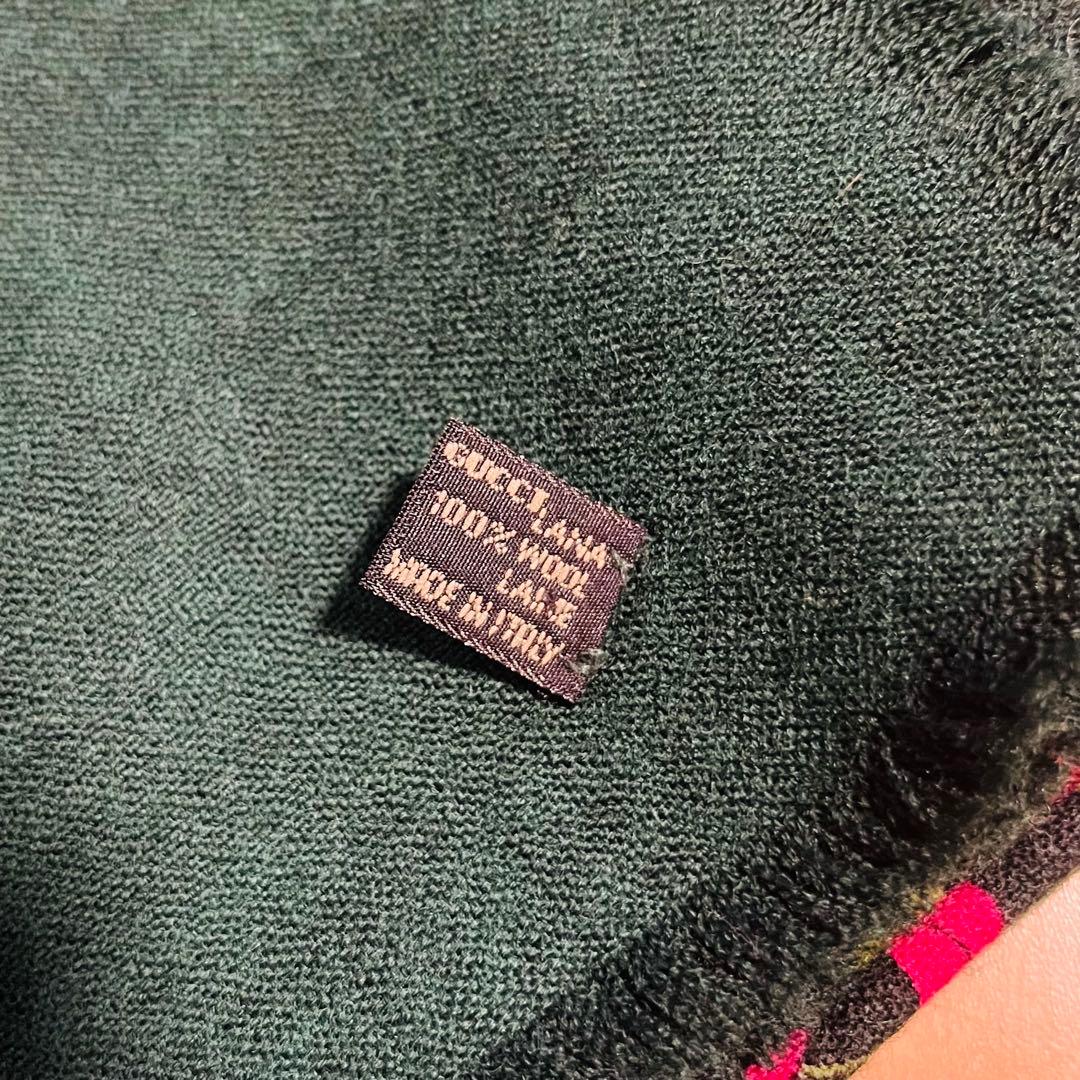 GUCCI
LANA
100% WOOL
LAINE
MADE IN ITALY